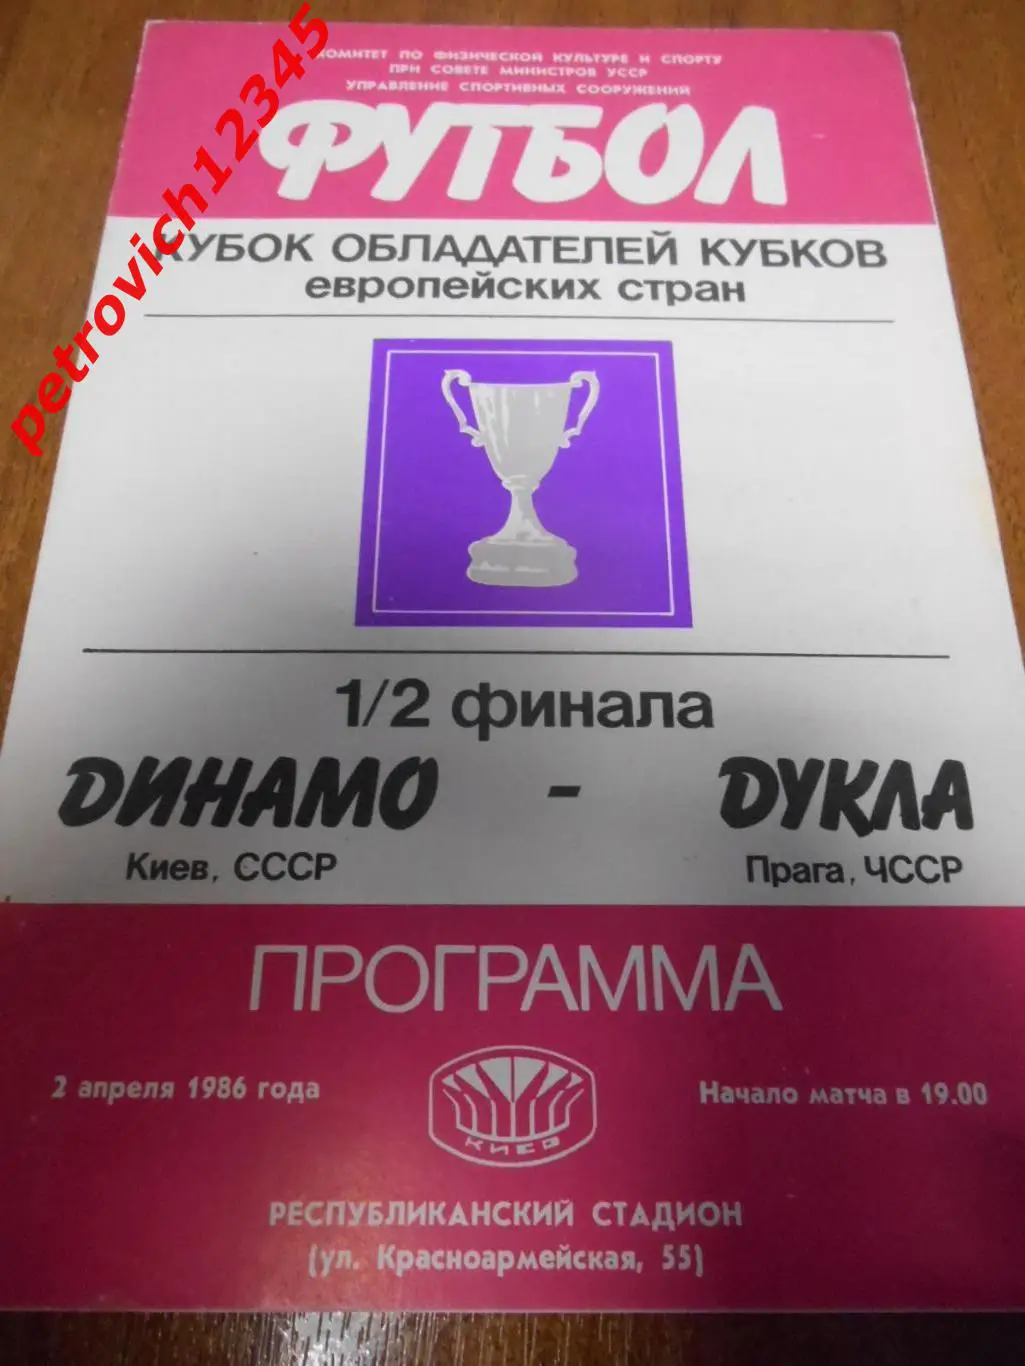 КОМИТЕТ ПО ФИЗИЧЕСКОЙ КУЛЬТУРЕ И СПОРТУ
ПРИ СОВЕТЕ МИНИСТРОВ УССР
УПРАВЛЕНИЕ СПОРТИВНЫХ СООРУЖЕНИЙ
ФУТБОЛ
КУБОК ОБЛАДАТЕЛЕЙ КУБКОВ
европейских стран
1/2 финала
ДИНАМО - ДУКЛА
Киев, СССР Прага, ЧССР
ПРОГРАММА
2 апреля 1986 года Начало матча в 19.00
КИЕВ
РЕСПУБЛИКАНСКИЙ СТАДИОН
(ул. Красноармейская, 55)
petrovich12345